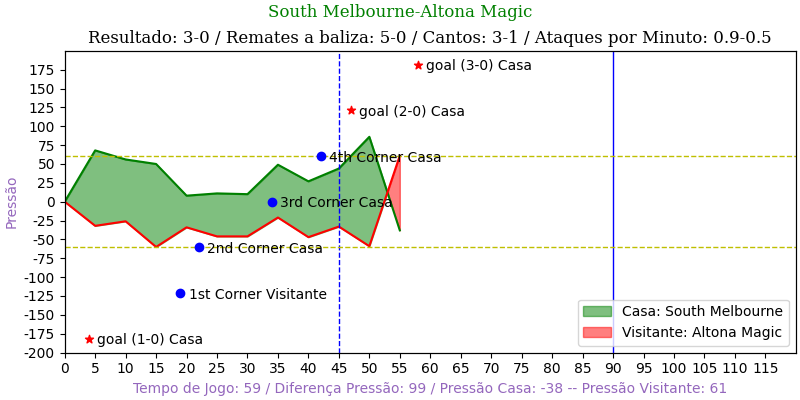 South Melbourne-Altona Magic
Resultado: 3-0 / Remates a baliza: 5-0 / Cantos: 3-1 / Ataques por Minuto: 0.9-0.5
Pressão
175
150
125
100
75
50
25
0
-25
-50
-75
-100
-125
-150
-175
-200
goal (3-0) Casa
goal (2-0) Casa
4th Corner Casa
3rd Corner Casa
2nd Corner Casa
1st Corner Visitante
goal (1-0) Casa
Casa: South Melbourne
Visitante: Altona Magic
0 5 10 15 20 25 30 35 40 45 50 55 60 65 70 75 80 85 90 95 100 105 110 115
Tempo de Jogo: 59 / Diferença Pressão: 99 / Pressão Casa: -38 -- Pressão Visitante: 61